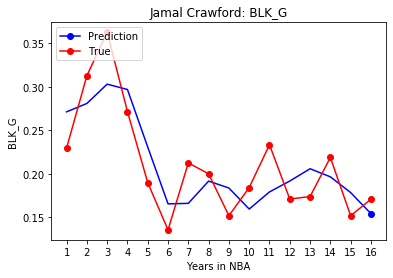 Jamal Crawford: BLK_G
Prediction
True
BLK_G
0.35
0.30
0.25
0.20
0.15
1 2 3 4 5 6 7 8 9 10 11 12 13 14 15 16
Years in NBA